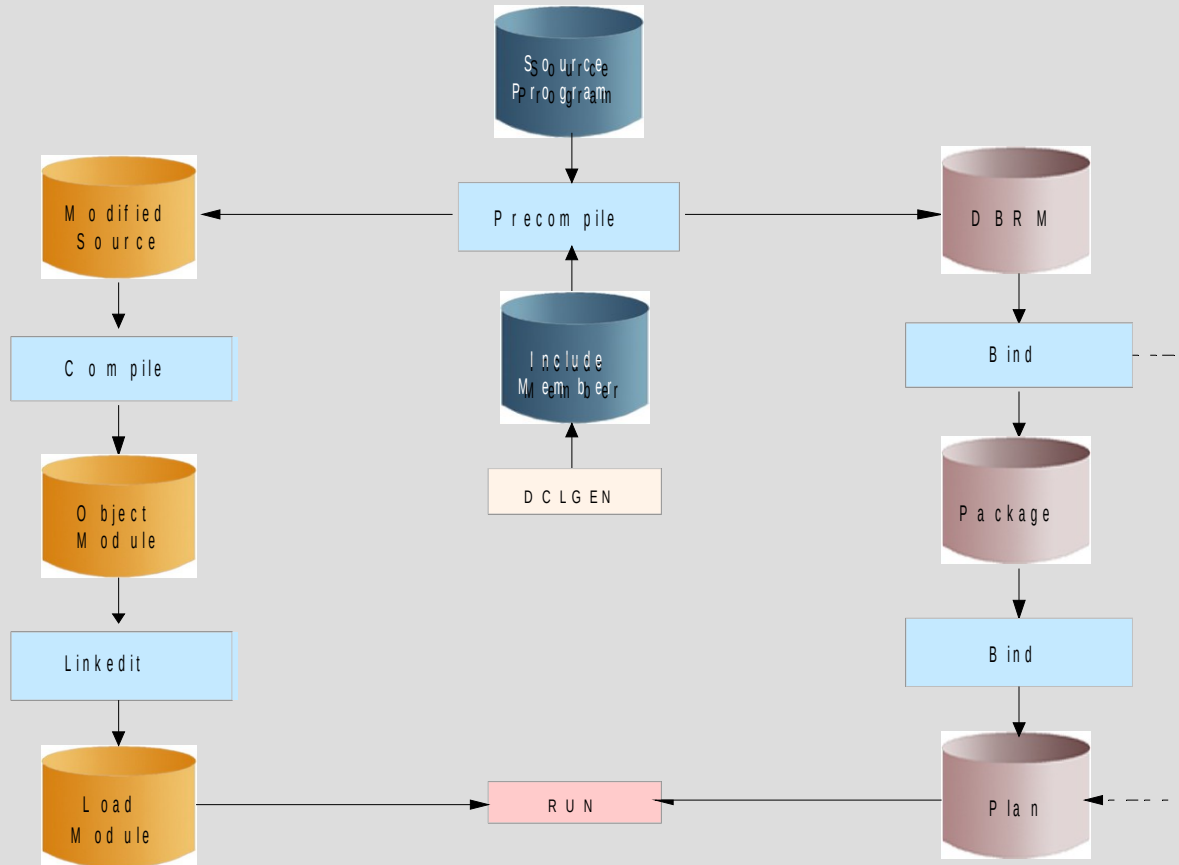 Source
Program
Modified
Source
Precompile
DBRM
Compile
Include
Member
Bind
Object
Module
DCLGEN
Package
Linkedit
Bind
Load
Module
RUN
Plan